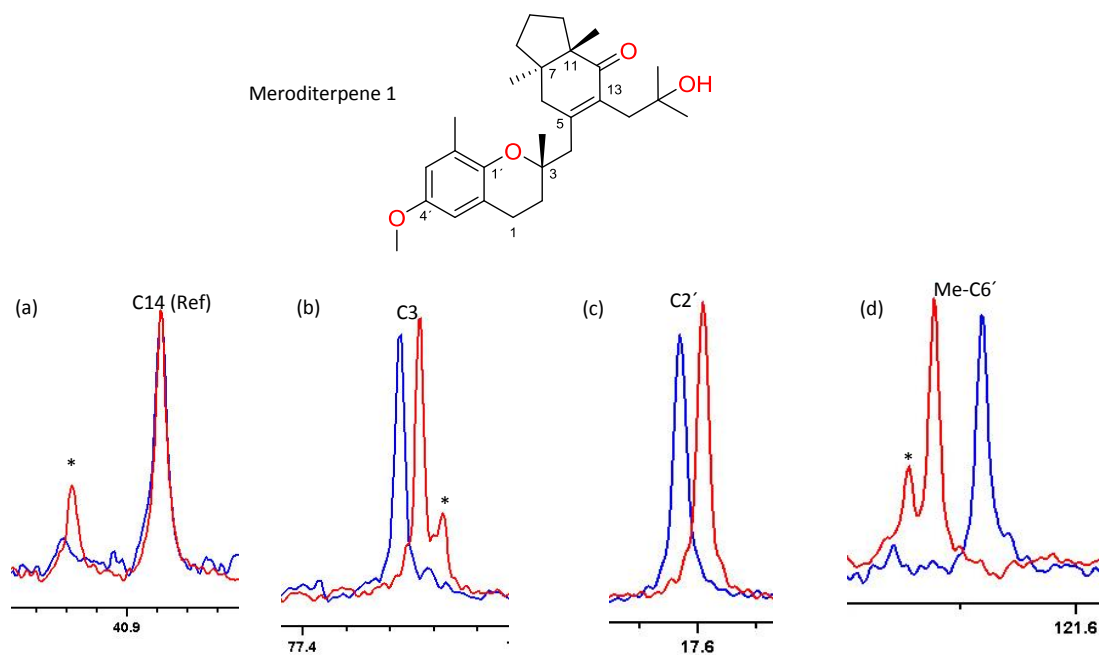 Meroditerpene 1
O
OH
11
7
13
5
O
1´
3
O
4´
1
(a)
C14 (Ref)
*
40.9
(b)
C3
*
77.4
(c)
C2´
17.6
(d)
Me-C6´
*
121.6